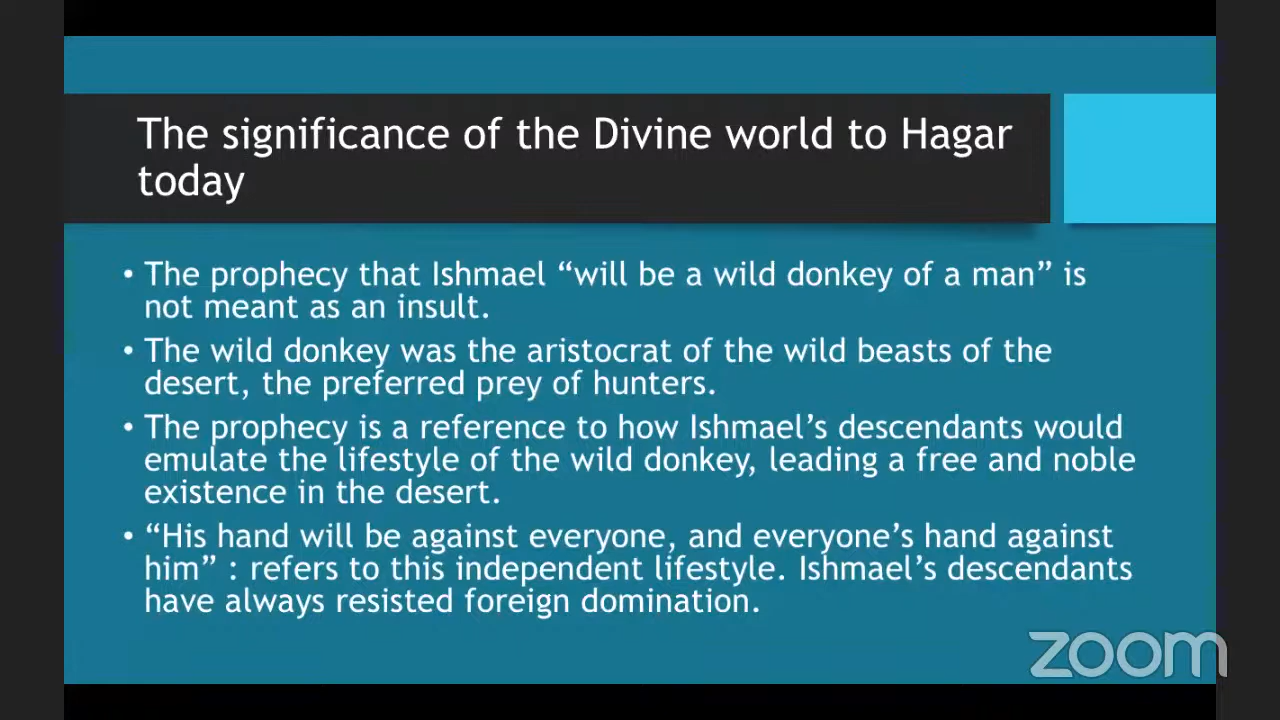 The significance of the Divine world to Hagar
today
• The prophecy that Ishmael “will be a wild donkey of a man” is
not meant as an insult.
• The wild donkey was the aristocrat of the wild beasts of the
desert, the preferred prey of hunters.
• The prophecy is a reference to how Ishmael’s descendants would
emulate the lifestyle of the wild donkey, leading a free and noble
existence in the desert.
• “His hand will be against everyone, and everyone’s hand against
him” : refers to this independent lifestyle. Ishmael’s descendants
have always resisted foreign domination.
zoom